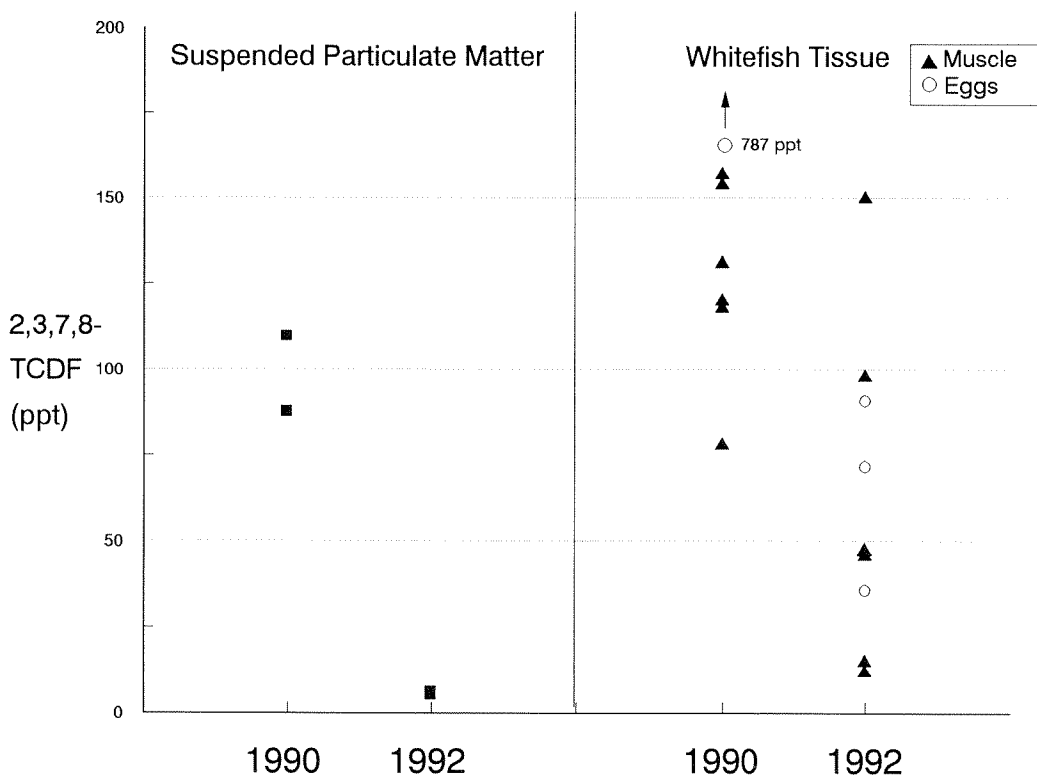 Suspended Particulate Matter
Whitefish Tissue
Muscle
Eggs
787 ppt
2,3,7,8-
TCDF
(ppt)
200
150
100
50
0
1990
1992
1990
1992